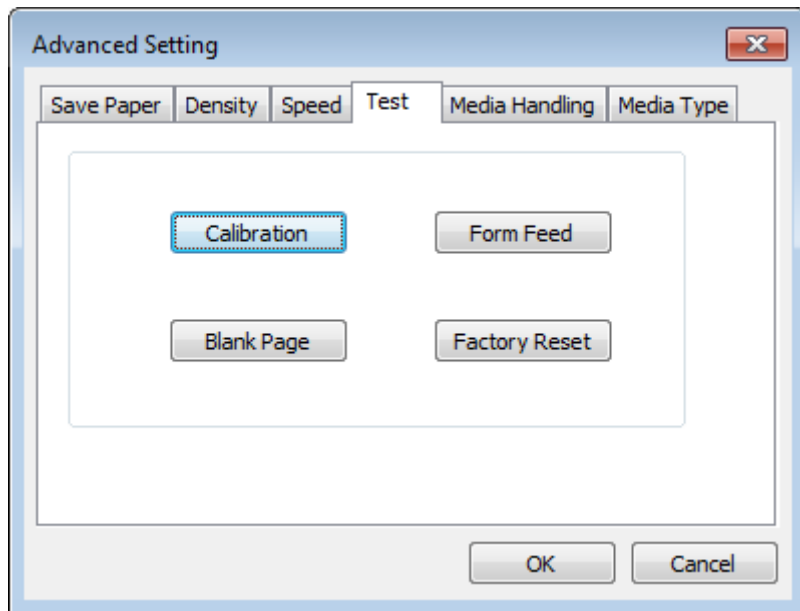 Advanced Setting
Save Paper Density Speed Test Media Handling Media Type
Calibration Form Feed
Blank Page Factory Reset
OK Cancel